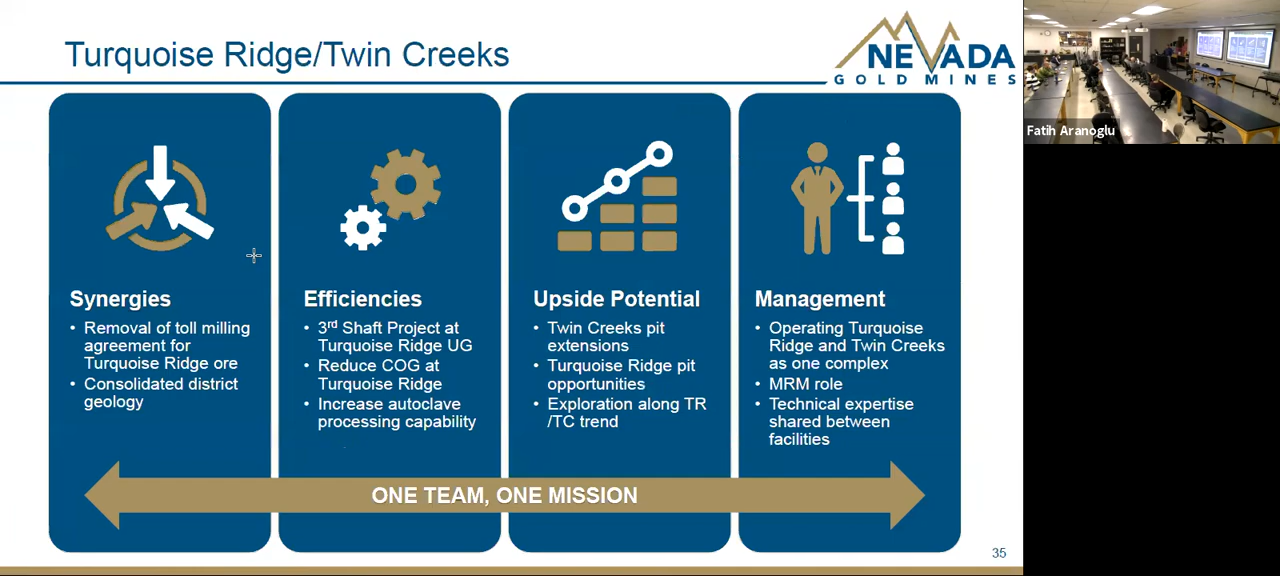 Turquoise Ridge/Twin Creeks
NEVADA
GOLD MINES
Fatih Aranoglu
Synergies
• Removal of toll milling
agreement for
Turquoise Ridge ore
• Consolidated district
geology
Efficiencies
• 3rd Shaft Project at
Turquoise Ridge UG
• Reduce COG at
Turquoise Ridge
• Increase autoclave
processing capability
Upside Potential
• Twin Creeks pit
extensions
• Turquoise Ridge pit
opportunities
• Exploration along TR
/TC trend
Management
• Operating Turquoise
Ridge and Twin Creeks
as one complex
• MRM role
• Technical expertise
shared between
facilities
ONE TEAM, ONE MISSION
35